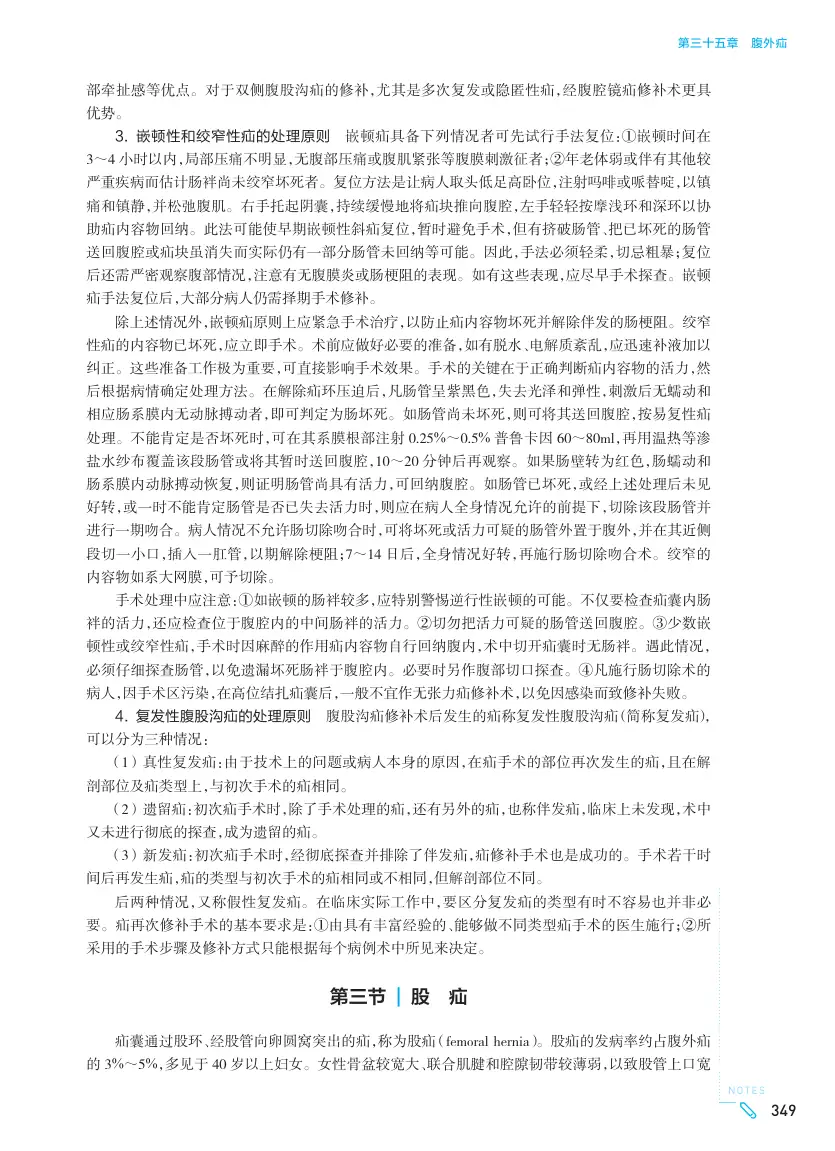 第三十五章　腹外疝
部牵扯感等优点。对于双侧腹股沟疝的修补,尤其是多次复发或隐匿性疝,经腹腔镜疝修补术更具
优势。
3. 嵌顿性和绞窄性疝的处理原则　嵌顿疝具备下列情况者可先试行手法复位:①嵌顿时间在
3～4 小时以内,局部压痛不明显,无腹部压痛或腹肌紧张等腹膜刺激征者;②年老体弱或伴有其他较
严重疾病而估计肠袢尚未绞窄坏死者。复位方法是让病人取头低足高卧位,注射吗啡或哌替啶,以镇
痛和镇静,并松弛腹肌。右手托起阴囊,持续缓慢地将疝块推向腹腔,左手轻轻按摩浅环和深环以协
助疝内容物回纳。此法可能使早期嵌顿性斜疝复位,暂时避免手术,但有挤破肠管、把已坏死的肠管
送回腹腔或疝块虽消失而实际仍有一部分肠管未回纳等可能。因此,手法必须轻柔,切忌粗暴;复位
后还需严密观察腹部情况,注意有无腹膜炎或肠梗阻的表现。如有这些表现,应尽早手术探查。嵌顿
疝手法复位后,大部分病人仍需择期手术修补。
除上述情况外,嵌顿疝原则上应紧急手术治疗,以防止疝内容物坏死并解除伴发的肠梗阻。绞窄
性疝的内容物已坏死,应立即手术。术前应做好必要的准备,如有脱水、电解质紊乱,应迅速补液加以
纠正。这些准备工作极为重要,可直接影响手术效果。手术的关键在于正确判断疝内容物的活力,然
后根据病情确定处理方法。在解除疝环压迫后,凡肠管呈紫黑色,失去光泽和弹性,刺激后无蠕动和
相应肠系膜内无动脉搏动者,即可判定为肠坏死。如肠管尚未坏死,则可将其送回腹腔,按易复性疝
处理。不能肯定是否坏死时,可在其系膜根部注射 0.25%～0.5% 普鲁卡因 60～80ml,再用温热等渗
盐水纱布覆盖该段肠管或将其暂时送回腹腔,10～20 分钟后再观察。如果肠壁转为红色,肠蠕动和
肠系膜内动脉搏动恢复,则证明肠管尚具有活力,可回纳腹腔。如肠管已坏死,或经上述处理后未见
好转,或一时不能肯定肠管是否已失去活力时,则应在病人全身情况允许的前提下,切除该段肠管并
进行一期吻合。病人情况不允许肠切除吻合时,可将坏死或活力可疑的肠管外置于腹外,并在其近侧
段切一小口,插入一肛管,以期解除梗阻;7～14 日后,全身情况好转,再施行肠切除吻合术。绞窄的
内容物如系大网膜,可予切除。
手术处理中应注意:①如嵌顿的肠袢较多,应特别警惕逆行性嵌顿的可能。不仅要检查疝囊内肠
袢的活力,还应检查位于腹腔内的中间肠袢的活力。②切勿把活力可疑的肠管送回腹腔。③少数嵌
顿性或绞窄性疝,手术时因麻醉的作用疝内容物自行回纳腹内,术中切开疝囊时无肠袢。遇此情况,
必须仔细探查肠管,以免遗漏坏死肠袢于腹腔内。必要时另作腹部切口探查。④凡施行肠切除术的
病人,因手术区污染,在高位结扎疝囊后,一般不宜作无张力疝修补术,以免因感染而致修补失败。
4. 复发性腹股沟疝的处理原则　腹股沟疝修补术后发生的疝称复发性腹股沟疝(简称复发疝),
可以分为三种情况:
（1）真性复发疝:由于技术上的问题或病人本身的原因,在疝手术的部位再次发生的疝,且在解
剖部位及疝类型上,与初次手术的疝相同。
（2）遗留疝:初次疝手术时,除了手术处理的疝,还有另外的疝,也称伴发疝,临床上未发现,术中
又未进行彻底的探查,成为遗留的疝。
（3）新发疝:初次疝手术时,经彻底探查并排除了伴发疝,疝修补手术也是成功的。手术若干时
间后再发生疝,疝的类型与初次手术的疝相同或不相同,但解剖部位不同。
后两种情况,又称假性复发疝。在临床实际工作中,要区分复发疝的类型有时不容易也并非必
要。疝再次修补手术的基本要求是:①由具有丰富经验的、能够做不同类型疝手术的医生施行;②所
采用的手术步骤及修补方式只能根据每个病例术中所见来决定。
第三节 | 股　疝
疝囊通过股环、经股管向卵圆窝突出的疝,称为股疝( femoral hernia )。股疝的发病率约占腹外疝
的 3%～5%,多见于 40 岁以上妇女。女性骨盆较宽大、联合肌腱和腔隙韧带较薄弱,以致股管上口宽
NOTES
349